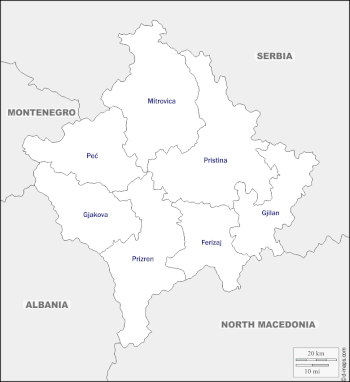 SERBIA
Mitrovica
MONTENEGRO
Peć
Pristina
Gjakova
Gjilan
Ferizaj
Prizren
ALBANIA
NORTH MACEDONIA
20 km
10 mi
©d-maps.com